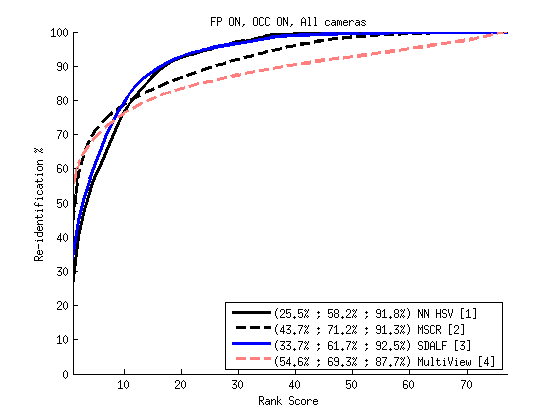 FP ON, OCC ON, All cameras
100
90
80
70
60
50
40
30
20
10
0
Re-identification %
(25.5% ; 58.2% ; 91.8%) NN HSV [1]
(43.7% ; 71.2% ; 91.3%) MSCR [2]
(33.7% ; 61.7% ; 92.5%) SDALF [3]
(54.6% ; 69.3% ; 87.7%) MultiView [4]
10 20 30 40 50 60 70
Rank Score